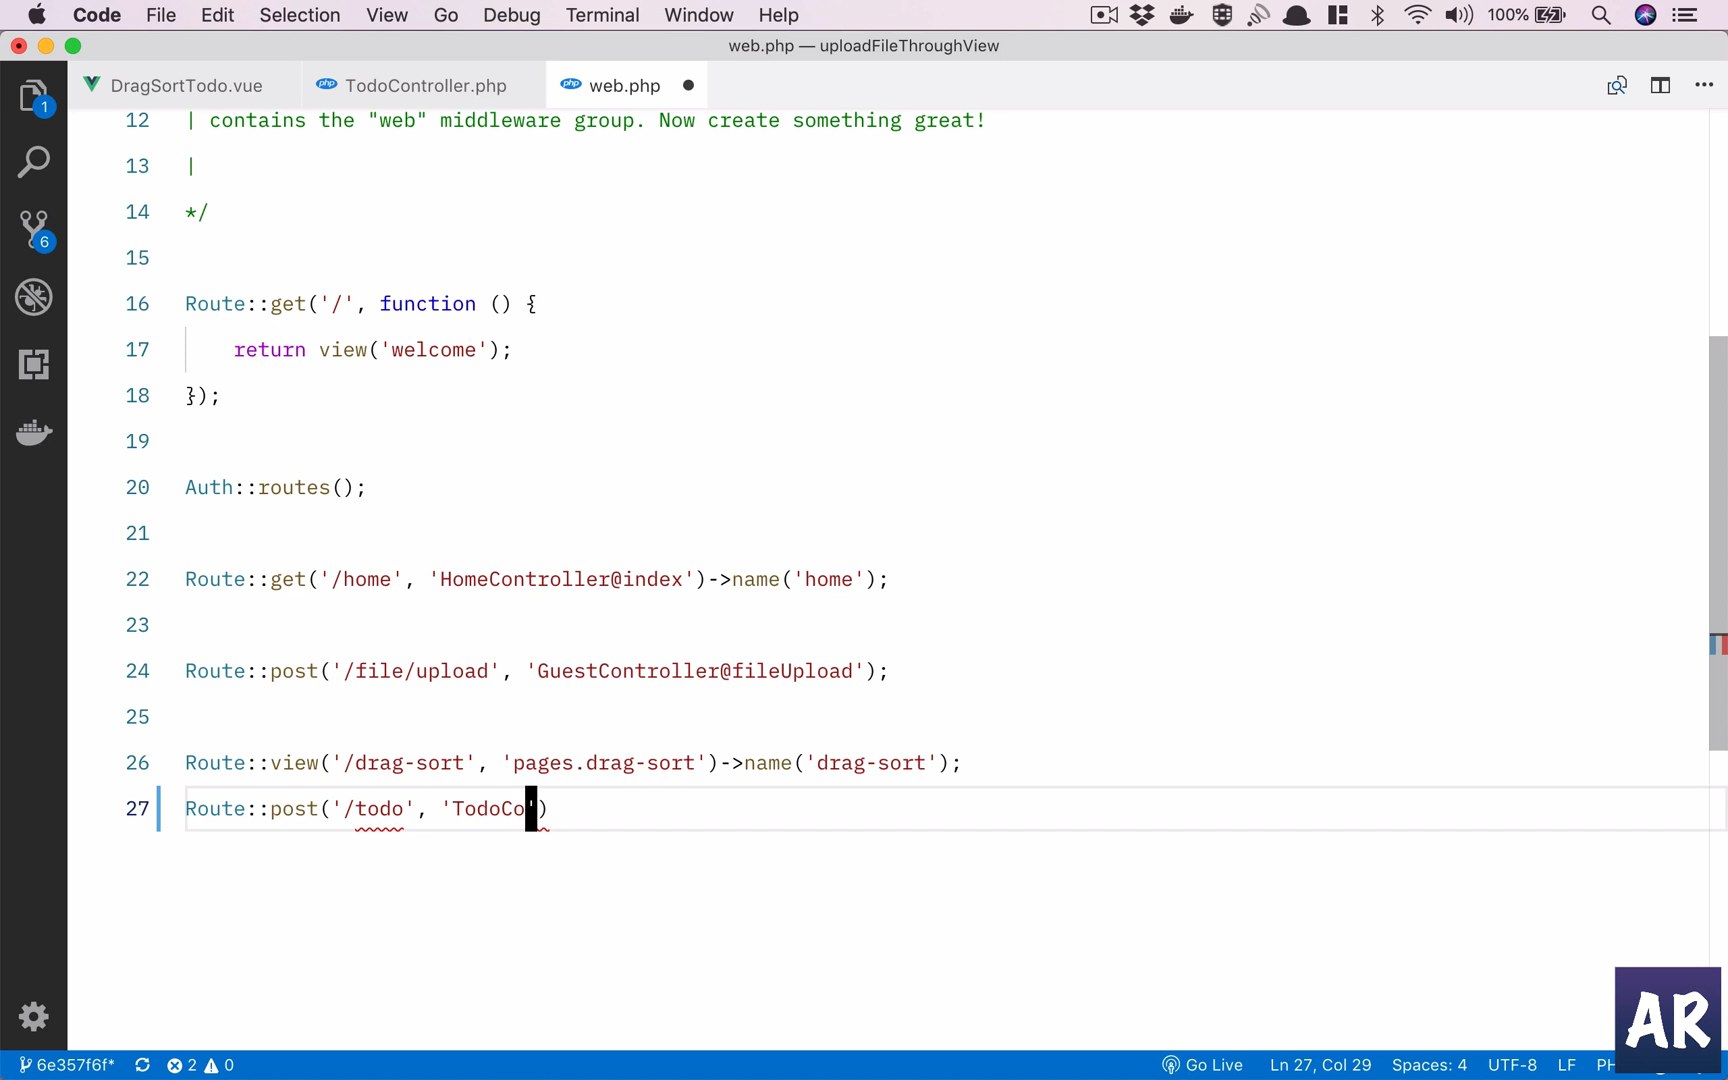 Code File Edit Selection View Go Debug Terminal Window Help 100%
web.php — uploadFileThroughView
DragSortTodo.vue TodoController.php web.php
1
6
12 | contains the "web" middleware group. Now create something great!
13 |
14 */
15
16 Route::get('/', function () {
17 return view('welcome');
18 });
19
20 Auth::routes();
21
22 Route::get('/home', 'HomeController@index')->name('home');
23
24 Route::post('/file/upload', 'GuestController@fileUpload');
25
26 Route::view('/drag-sort', 'pages.drag-sort')->name('drag-sort');
27 Route::post('/todo', 'TodoCo')
AR
6e357f6f* 2 0 Go Live Ln 27, Col 29 Spaces: 4 UTF-8 LF